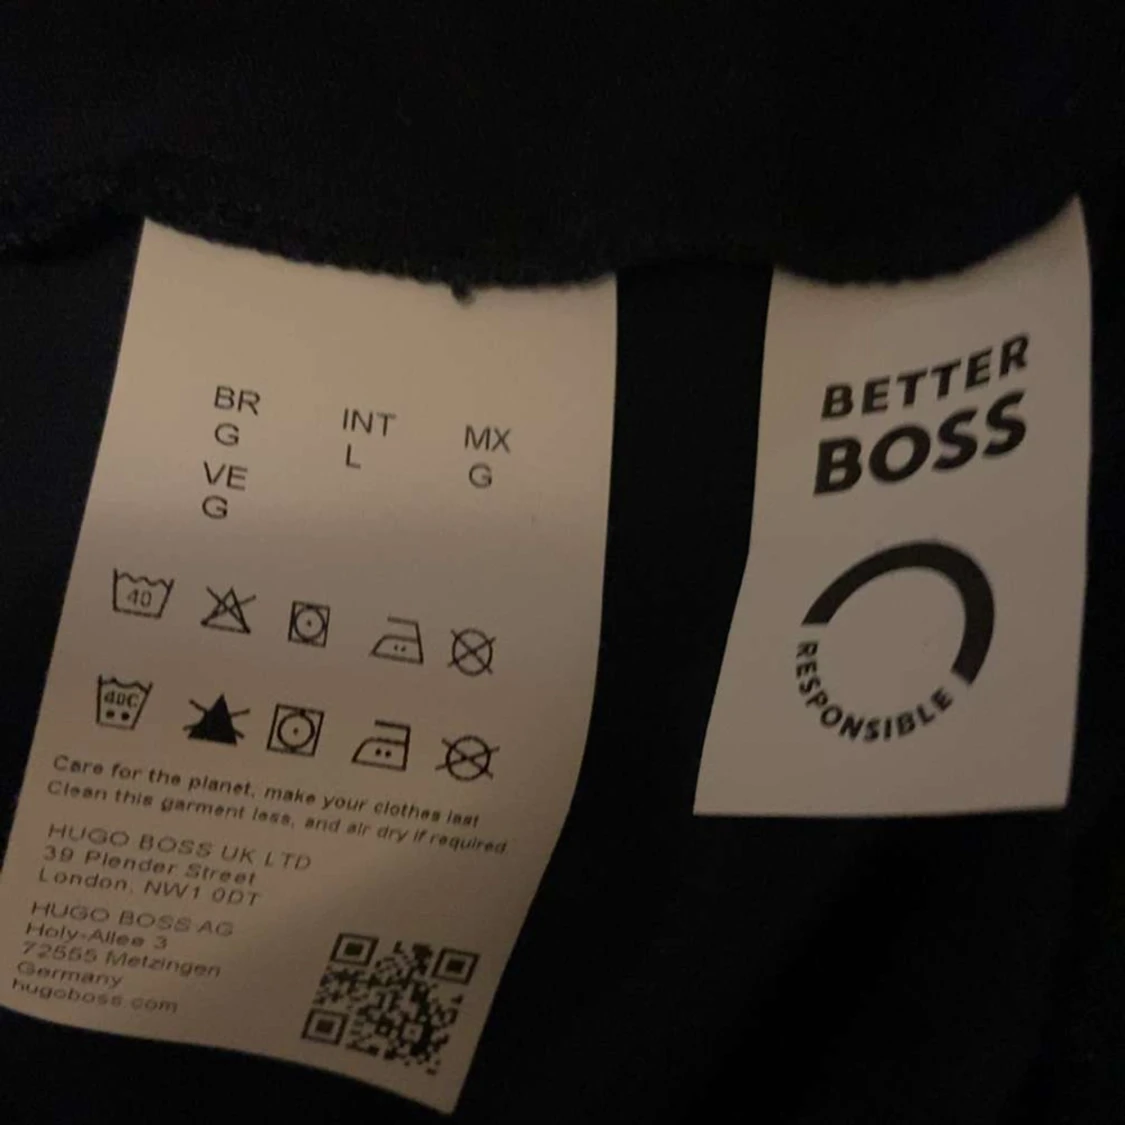 BR
G
VE
G
INT
L
MX
G
40
40C
Care for the planet, make your clothes last
Clean this garment less, and air dry if required
HUGO BOSS UK LTD
39 Plender Street
London, NW1 0DT
HUGO BOSS AG
Holy-Allee 3
72555 Metzingen
Germany
hugoboss.com
BETTER
BOSS
RESPONSIBLE